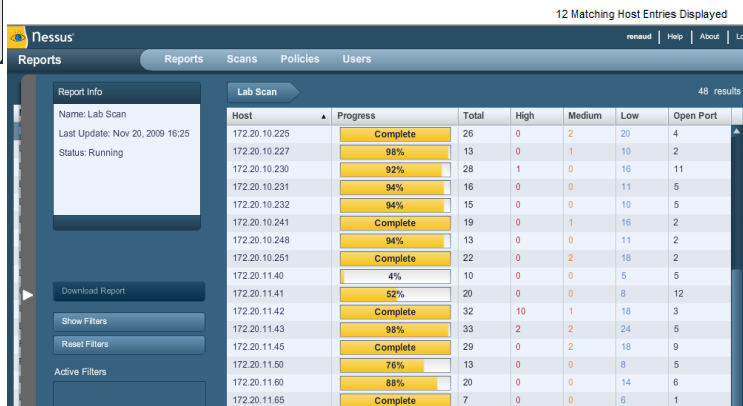 12 Matching Host Entries Displayed
Nessus
renaud Help About
Reports Reports Scans Policies Users
Report Info
Name: Lab Scan
Last Update: Nov 20, 2009 16:25
Status: Running
Download Report
Show Filters
Reset Filters
Active Filters
Lab Scan 48 results
Host Progress Total High Medium Low Open Port
172.20.10.225 Complete 26 0 2 20 4
172.20.10.227 98% 13 0 1 10 2
172.20.10.230 92% 28 1 0 16 11
172.20.10.231 94% 16 0 0 11 5
172.20.10.232 94% 15 0 0 10 5
172.20.10.241 Complete 19 0 1 16 2
172.20.10.248 94% 13 0 0 11 2
172.20.10.251 Complete 22 0 2 18 2
172.20.11.40 4% 10 0 0 5 5
172.20.11.41 52% 20 0 0 8 12
172.20.11.42 Complete 32 10 1 18 3
172.20.11.43 98% 33 2 2 24 5
172.20.11.45 Complete 29 0 2 18 9
172.20.11.50 76% 13 0 0 8 5
172.20.11.60 88% 20 0 0 14 6
172.20.11.65 Complete 7 0 0 6 1